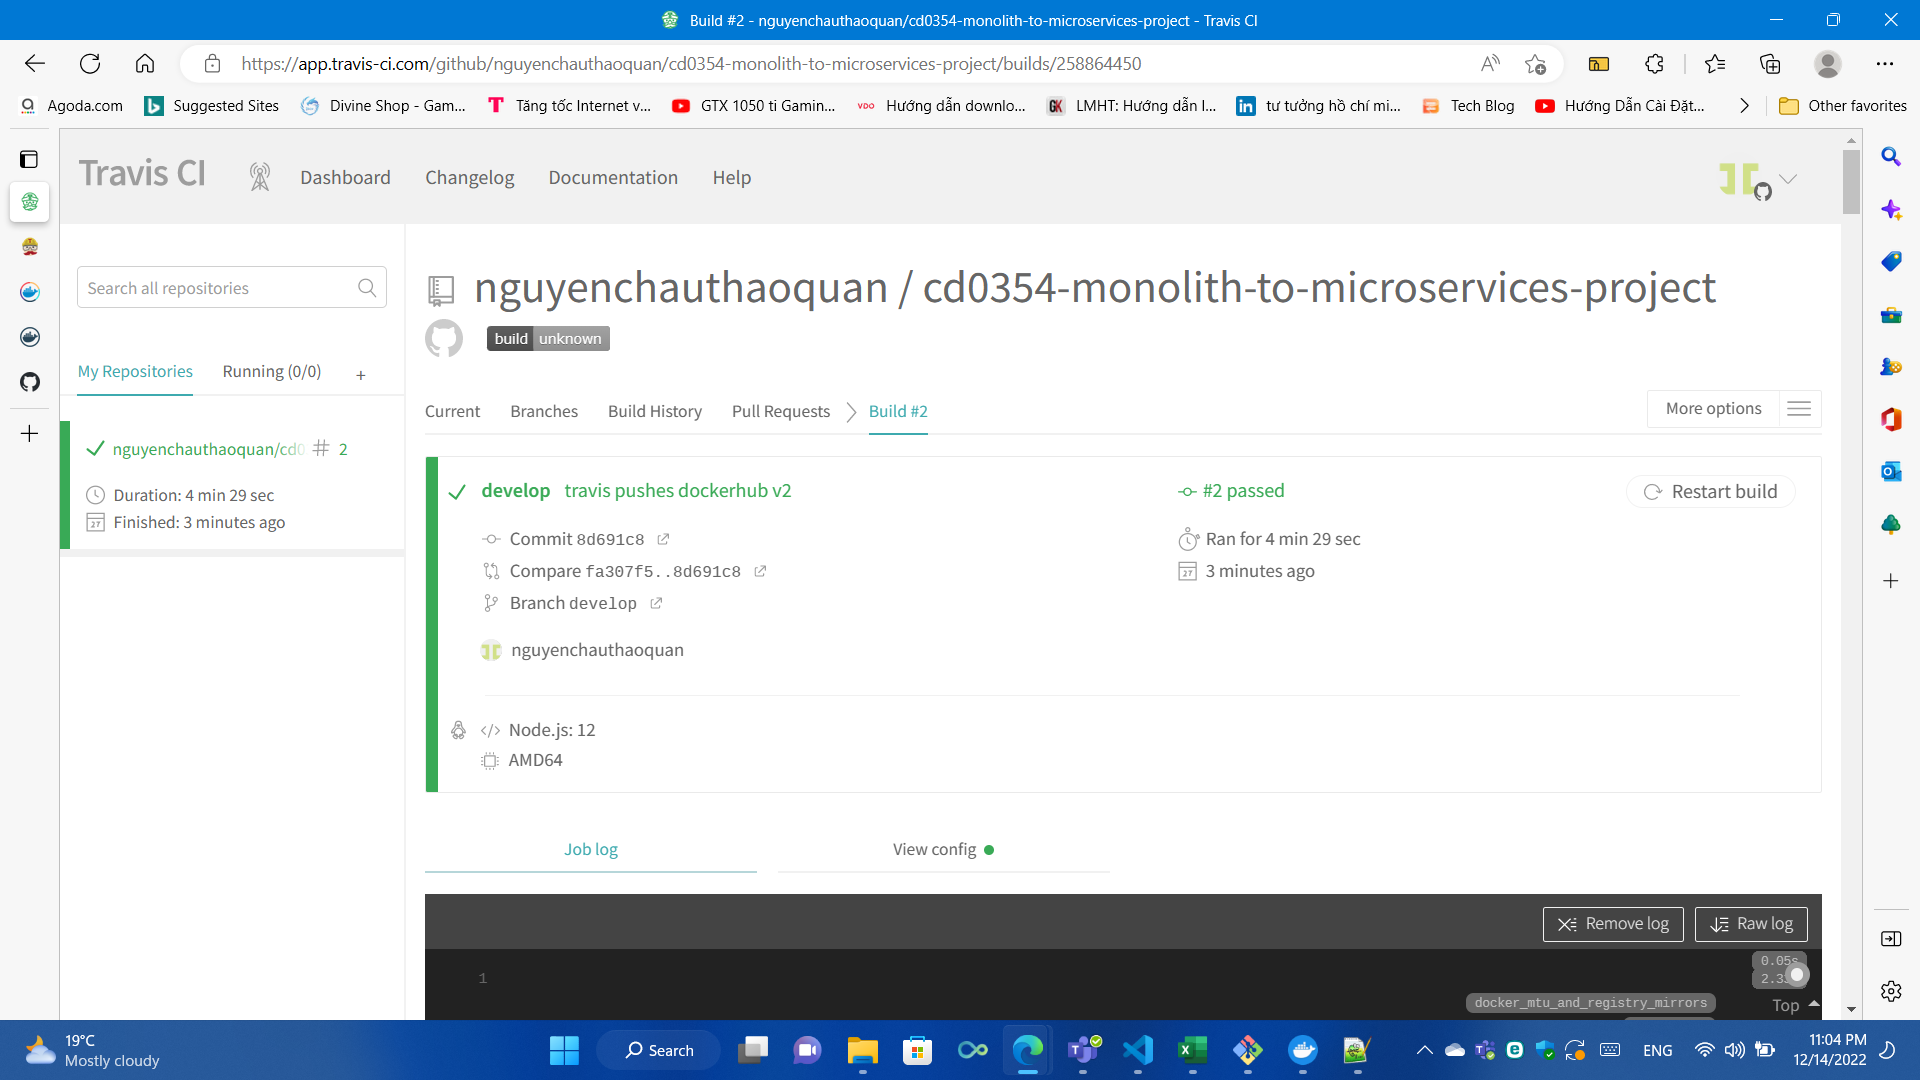 Build #2 - nguyenchauthaoquan/cd0354-monolith-to-microservices-project - Travis CI
https://app.travis-ci.com/github/nguyenchauthaoquan/cd0354-monolith-to-microservices-project/builds/258864450
Agoda.com
Suggested Sites
Divine Shop - Gam...
Tăng tốc Internet v...
GTX 1050 ti Gamin...
Hướng dẫn downlo...
LMHT: Hướng dẫn I...
tư tưởng hồ chí mi...
Tech Blog
Hướng Dẫn Cài Đặt...
Other favorites
Travis CI
Dashboard
Changelog
Documentation
Help
Search all repositories
My Repositories
Running (0/0)
+
nguyenchauthaoquan/cd0
# 2
Duration: 4 min 29 sec
Finished: 3 minutes ago
nguyenchauthaoquan / cd0354-monolith-to-microservices-project
build unknown
Current
Branches
Build History
Pull Requests
Build #2
More options
develop travis pushes dockerhub v2
#2 passed
Restart build
Commit 8d691c8
Ran for 4 min 29 sec
Compare fa307f5..8d691c8
3 minutes ago
Branch develop
nguyenchauthaoquan
Node.js: 12
AMD64
Job log
View config
Remove log
Raw log
1
0.05s
docker_mtu_and_registry_mirrors
Top
19°C
Mostly cloudy
Search
ENG
11:04 PM
12/14/2022